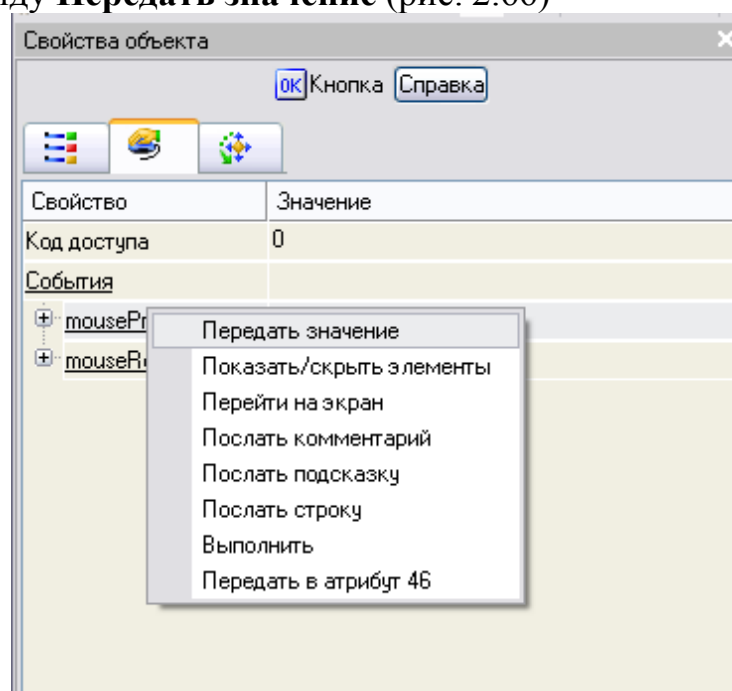 ду Передать значение (рис. 2.66)
Свойства объекта
OK Кнопка Справка
Свойство Значение
Код доступа 0
События
mousePr
mouseRe
Передать значение
Показать/скрыть элементы
Перейти на экран
Послать комментарий
Послать подсказку
Послать строку
Выполнить
Передать в атрибут 46